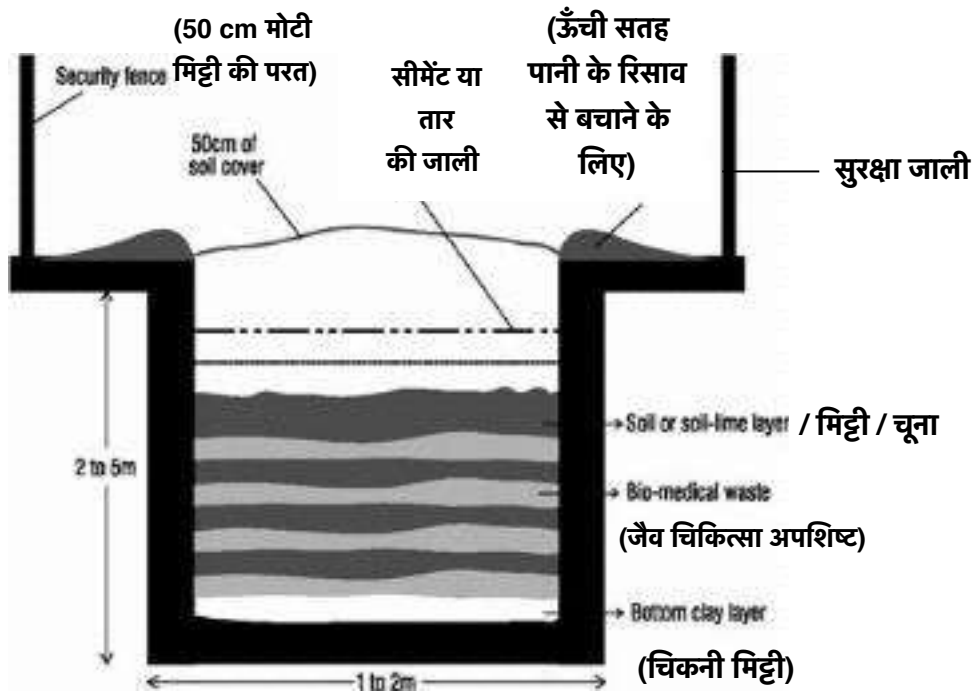 (50 cm मोटी
मिट्टी की परत)
Security fence
50cm of
soil cover
सीमेंट या
तार
की जाली
(ऊँची सतह
पानी के रिसाव
से बचाने के
लिए)
सुरक्षा जाली
2 to 5m
Soil or soil-lime layer / मिट्टी / चूना
Bio-medical waste
(जैव चिकित्सा अपशिष्ट)
Bottom clay layer
(चिकनी मिट्टी)
1 to 2m